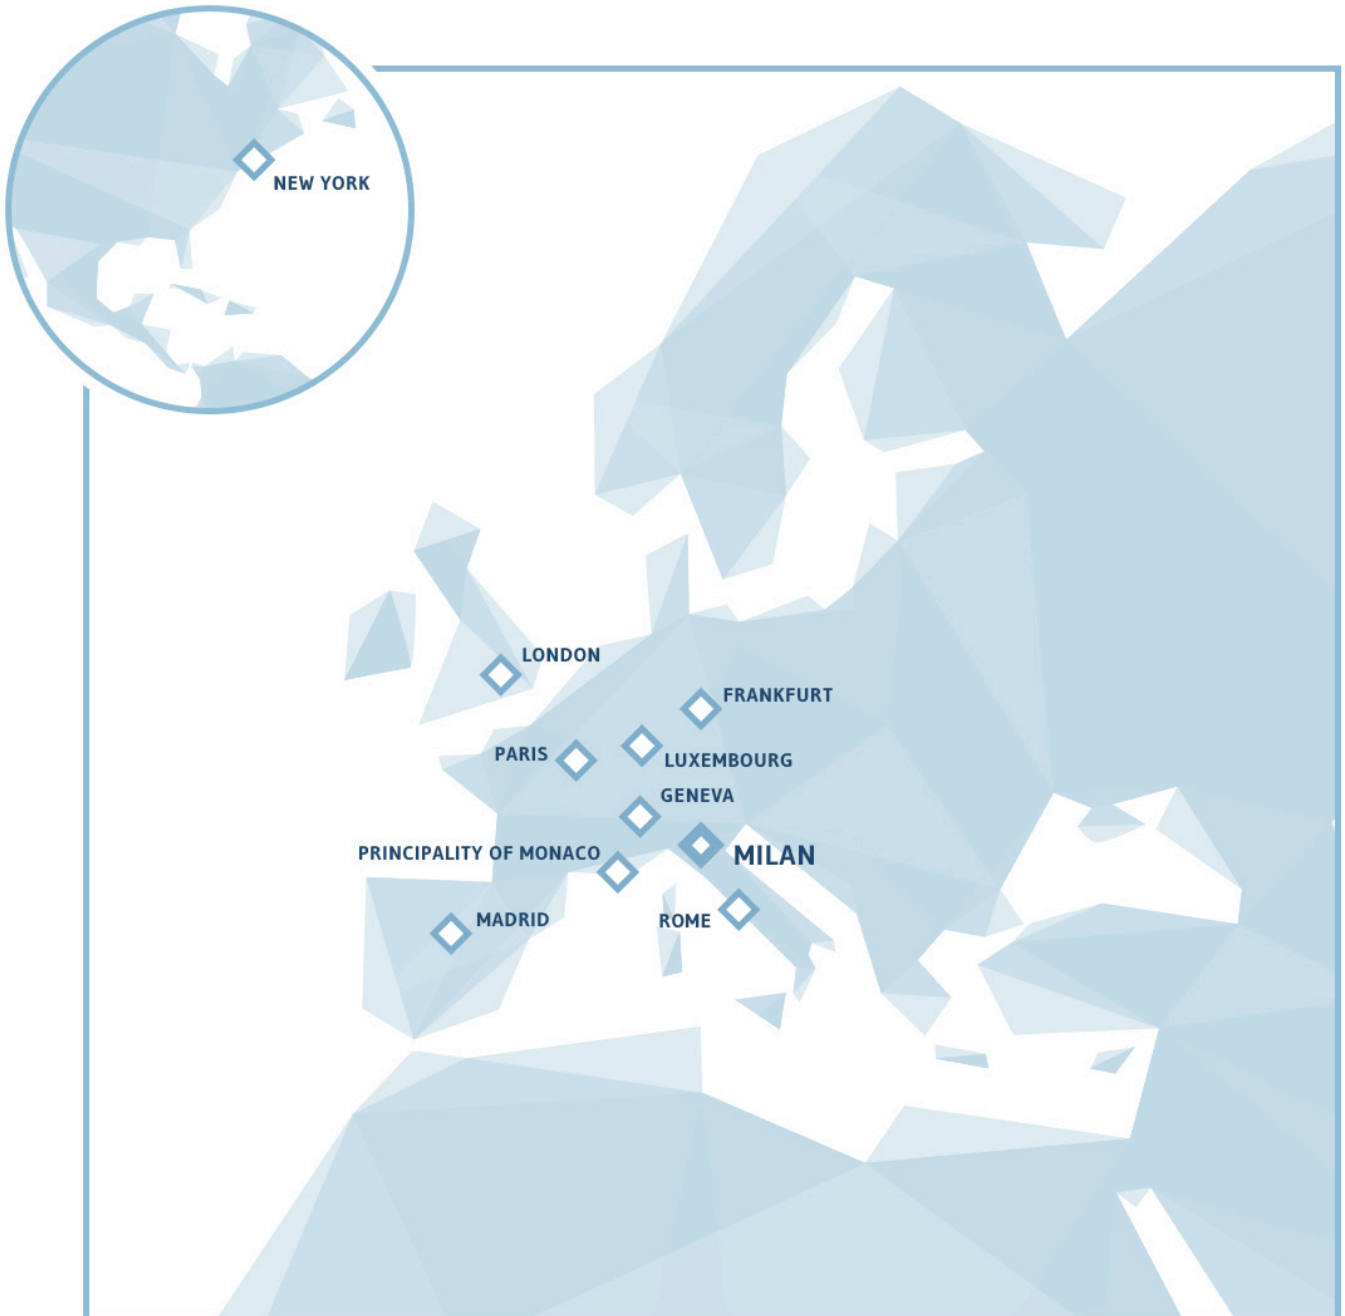 NEW YORK
LONDON
FRANKFURT
PARIS
LUXEMBOURG
GENEVA
PRINCIPALITY OF MONACO
MILAN
MADRID
ROME